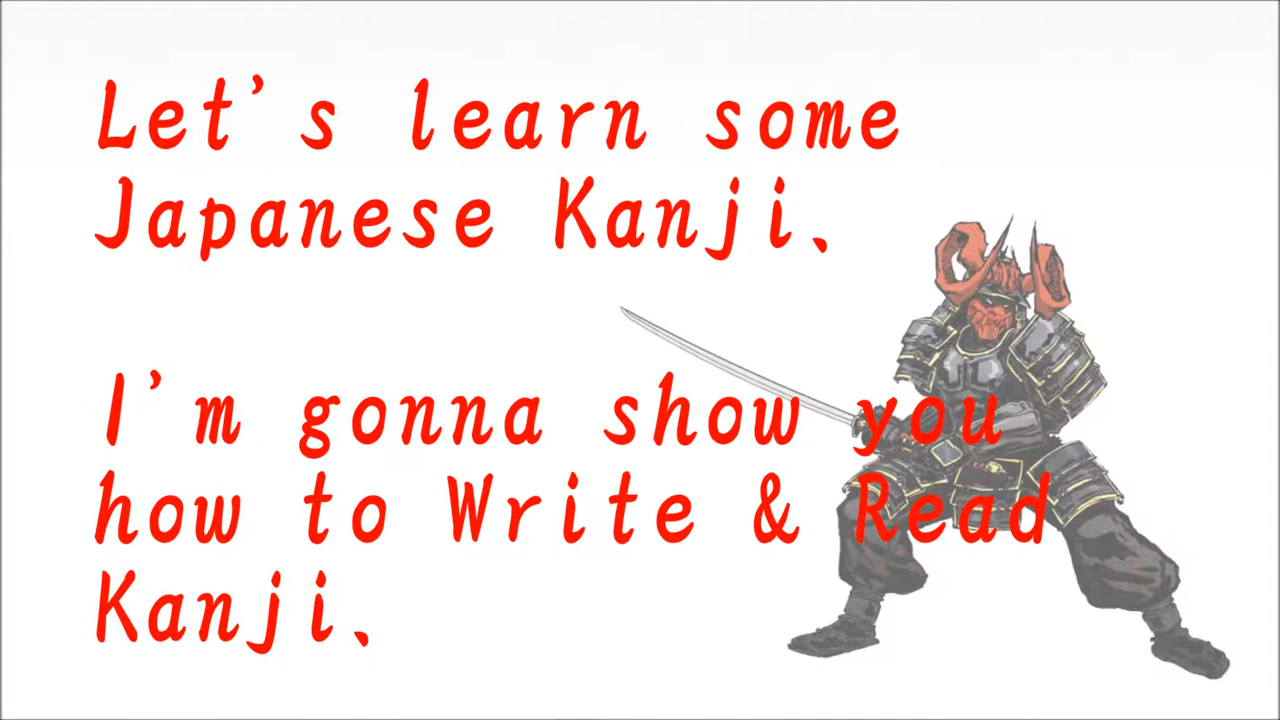 Let's learn some
Japanese Kanji、
I'm gonna show you
how to Write & Read
Kanji、